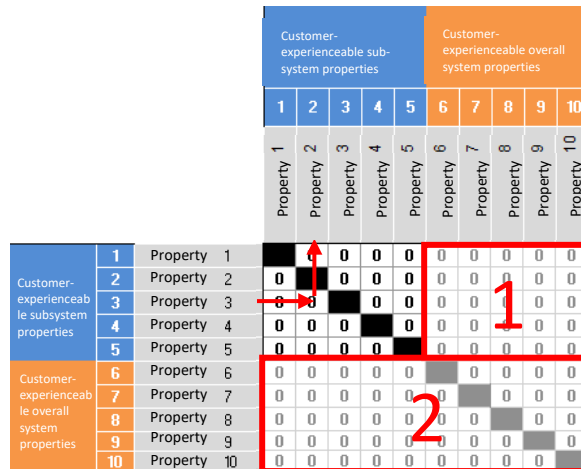 Customer-
experienceable sub-
system properties
Customer-
experienceable overall
system properties
1 2 3 4 5 6 7 8 9 10
Property 1
Property 2
Property 3
Property 4
Property 5
Property 6
Property 7
Property 8
Property 9
Property 10
Customer-
experienceab
le subsystem
properties
1 Property 1 0 0 0 0 0 0 0 0 0
2 Property 2 0 0 0 0 0 0 0 0 0
3 Property 3 0 0 0 0 0 0 0 0 0
4 Property 4 0 0 0 0 0 0 0 0 0
5 Property 5 0 0 0 0 0 0 0 0 0
1
Customer-
experienceab
le overall
system
properties
6 Property 6 0 0 0 0 0 0 0 0 0
7 Property 7 0 0 0 0 0 0 0 0 0
8 Property 8 0 0 0 0 0 0 0 0 0
9 Property 9 0 0 0 0 0 0 0 0 0
10 Property 10 0 0 0 0 0 0 0 0 0
2